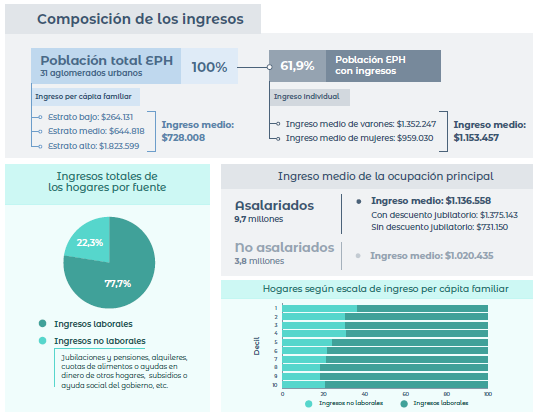 Composición de los ingresos
Población total EPH
31 aglomerados urbanos
100%
61,9%
Población EPH
con ingresos
Ingreso per cápita familiar
Estrato bajo: $264.131
Estrato medio: $644.818
Estrato alto: $1.823.599
Ingreso medio:
$728.008
Ingreso individual
Ingreso medio de varones: $1.352.247
Ingreso medio de mujeres: $959.030
Ingreso medio:
$1.153.457
Ingresos totales de
los hogares por fuente
22,3%
77,7%
Ingresos laborales
Ingresos no laborales
Jubilaciones y pensiones, alquileres,
cuotas de alimentos o ayudas en
dinero de otros hogares, subsidios o
ayuda social del gobierno, etc.
Ingreso medio de la ocupación principal
Asalariados
9,7 millones
Ingreso medio: $1.136.558
Con descuento jubilatorio: $1.375.143
Sin descuento jubilatorio: $731.150
No asalariados
3,8 millones
Ingreso medio: $1.020.435
Hogares según escala de ingreso per cápita familiar
Decil
1
2
3
4
5
6
7
8
9
10
0 20 40 60 80 100
Ingresos no laborales Ingresos laborales